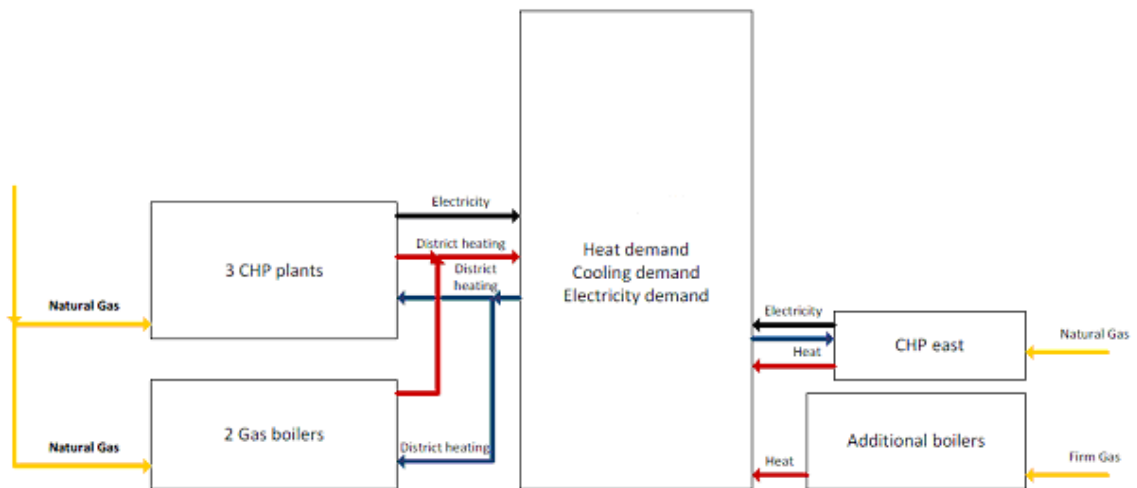 Electricity
District heating
3 CHP plants
District
heating
Natural Gas
Heat demand
Cooling demand
Electricity demand
Electricity
Heat
CHP east
Natural Gas
2 Gas boilers
Natural Gas
District heating
Additional boilers
Heat
Firm Gas